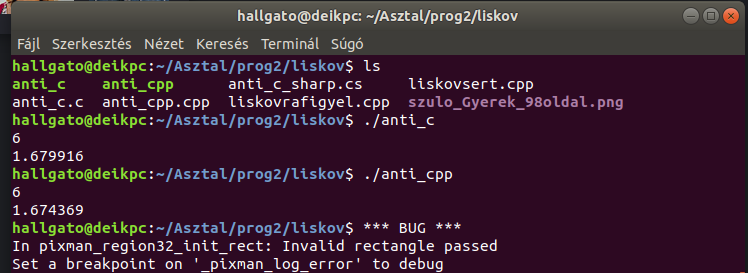 hallgato@deikpc: ~/Asztal/prog2/liskov
Fájl Szerkesztés Nézet Keresés Terminál Súgó
hallgato@deikpc:~/Asztal/prog2/liskov$ ls
anti_c anti_cpp anti_c_sharp.cs liskovsert.cpp
anti_c.c anti_cpp.cpp liskovrafigyel.cpp szulo_Gyerek_98oldal.png
hallgato@deikpc:~/Asztal/prog2/liskov$ ./anti_c
6
1.679916
hallgato@deikpc:~/Asztal/prog2/liskov$ ./anti_cpp
6
1.674369
hallgato@deikpc:~/Asztal/prog2/liskov$ *** BUG ***
In pixman_region32_init_rect: Invalid rectangle passed
Set a breakpoint on '_pixman_log_error' to debug